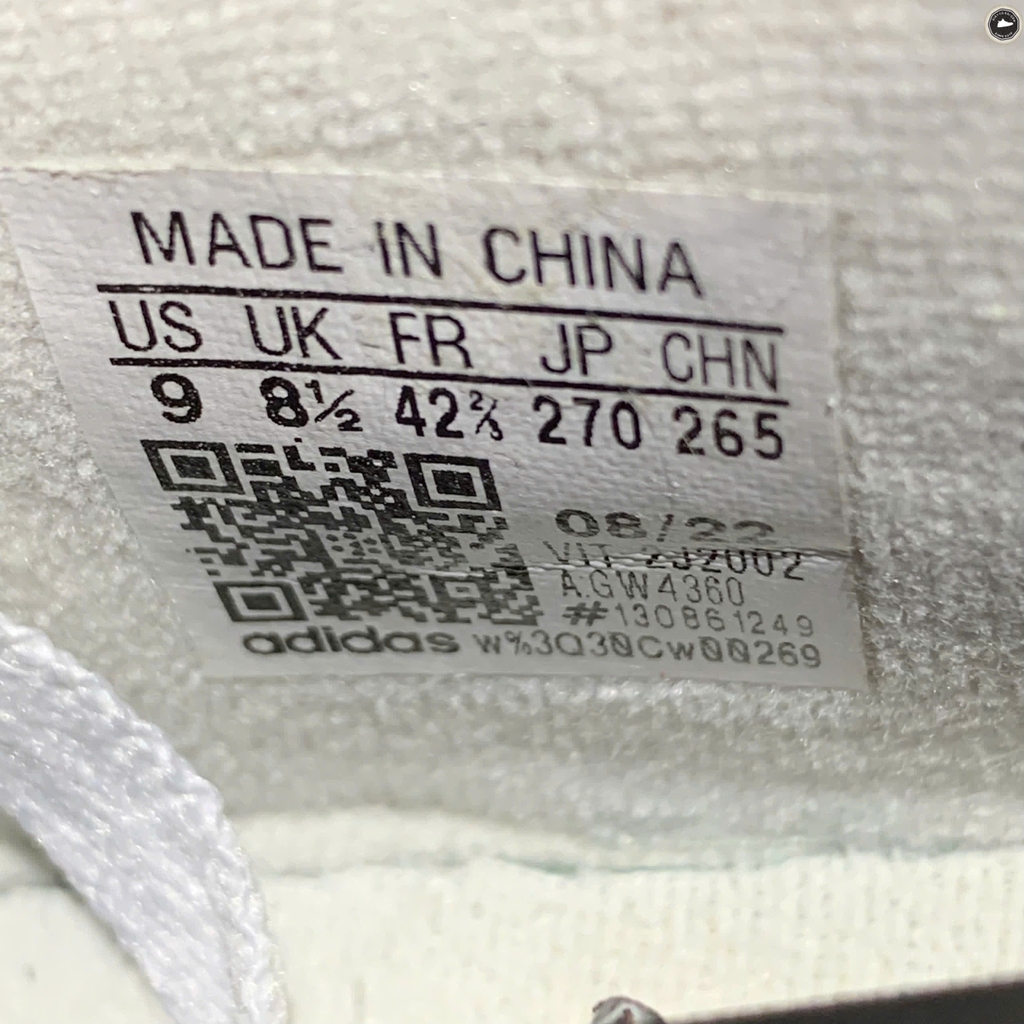 MADE IN CHINA
US UK FR JP CHN
9 8½ 42⅔ 270 265
08/22
VIT 2J2002
A.GW4360
#130861249
adidas W%3Q30CW00269